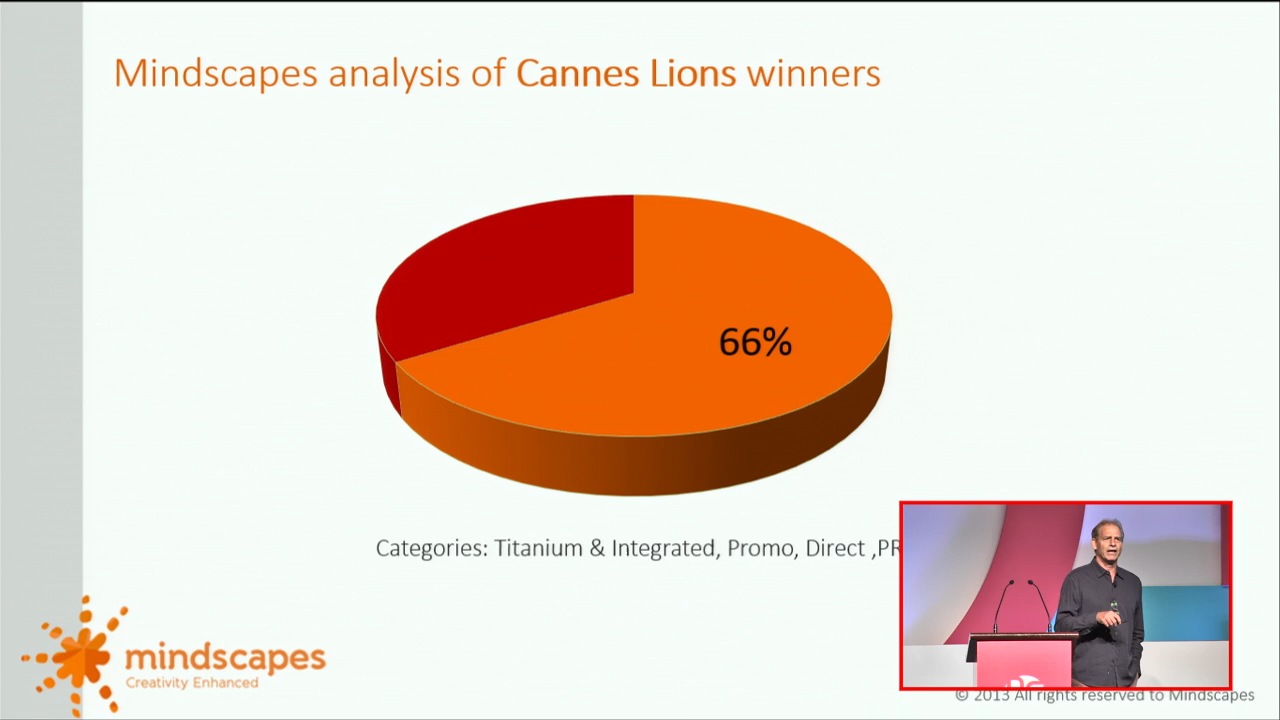 Mindscapes analysis of Cannes Lions winners
66%
Categories: Titanium & Integrated, Promo, Direct ,PR
mindscapes
Creativity Enhanced
© 2013 All rights reserved to Mindscapes